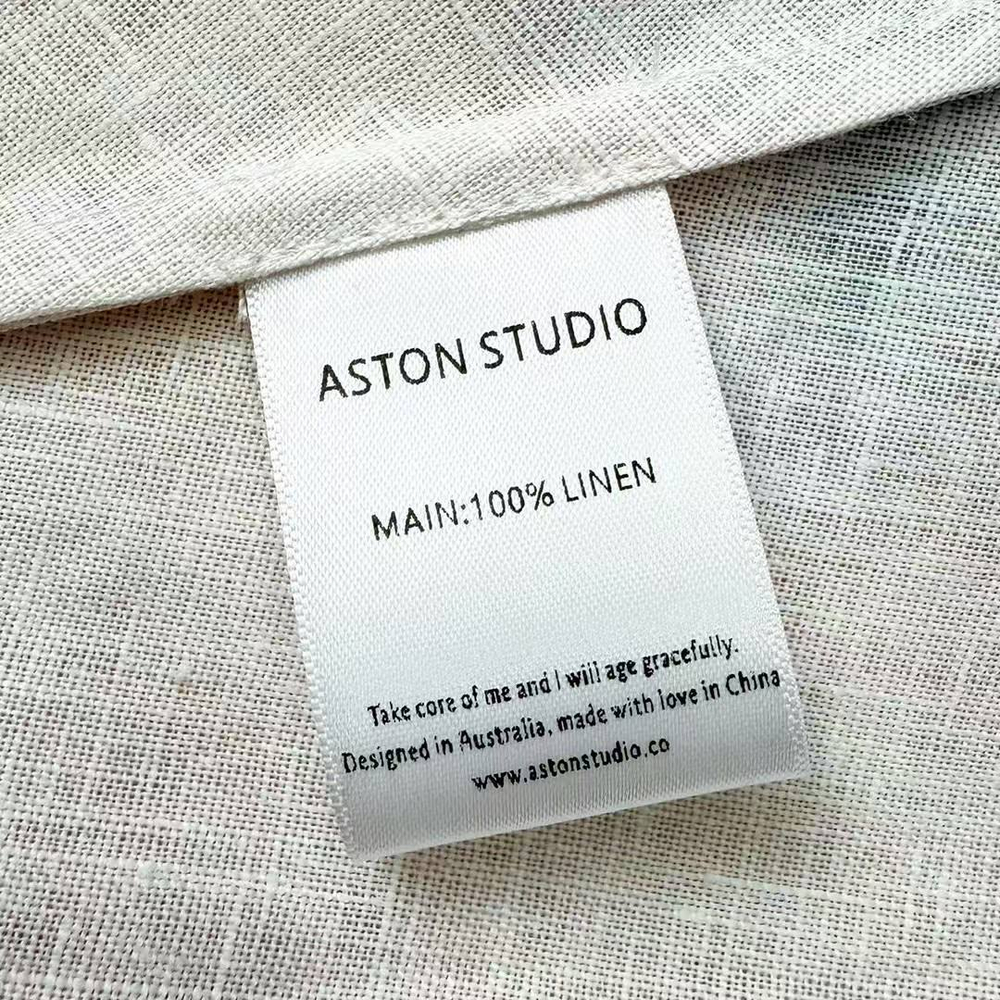 ASTON STUDIO
MAIN:100% LINEN
Take core of me and I will age gracefully.
Designed in Australia, made with love in China
www.astonstudio.co